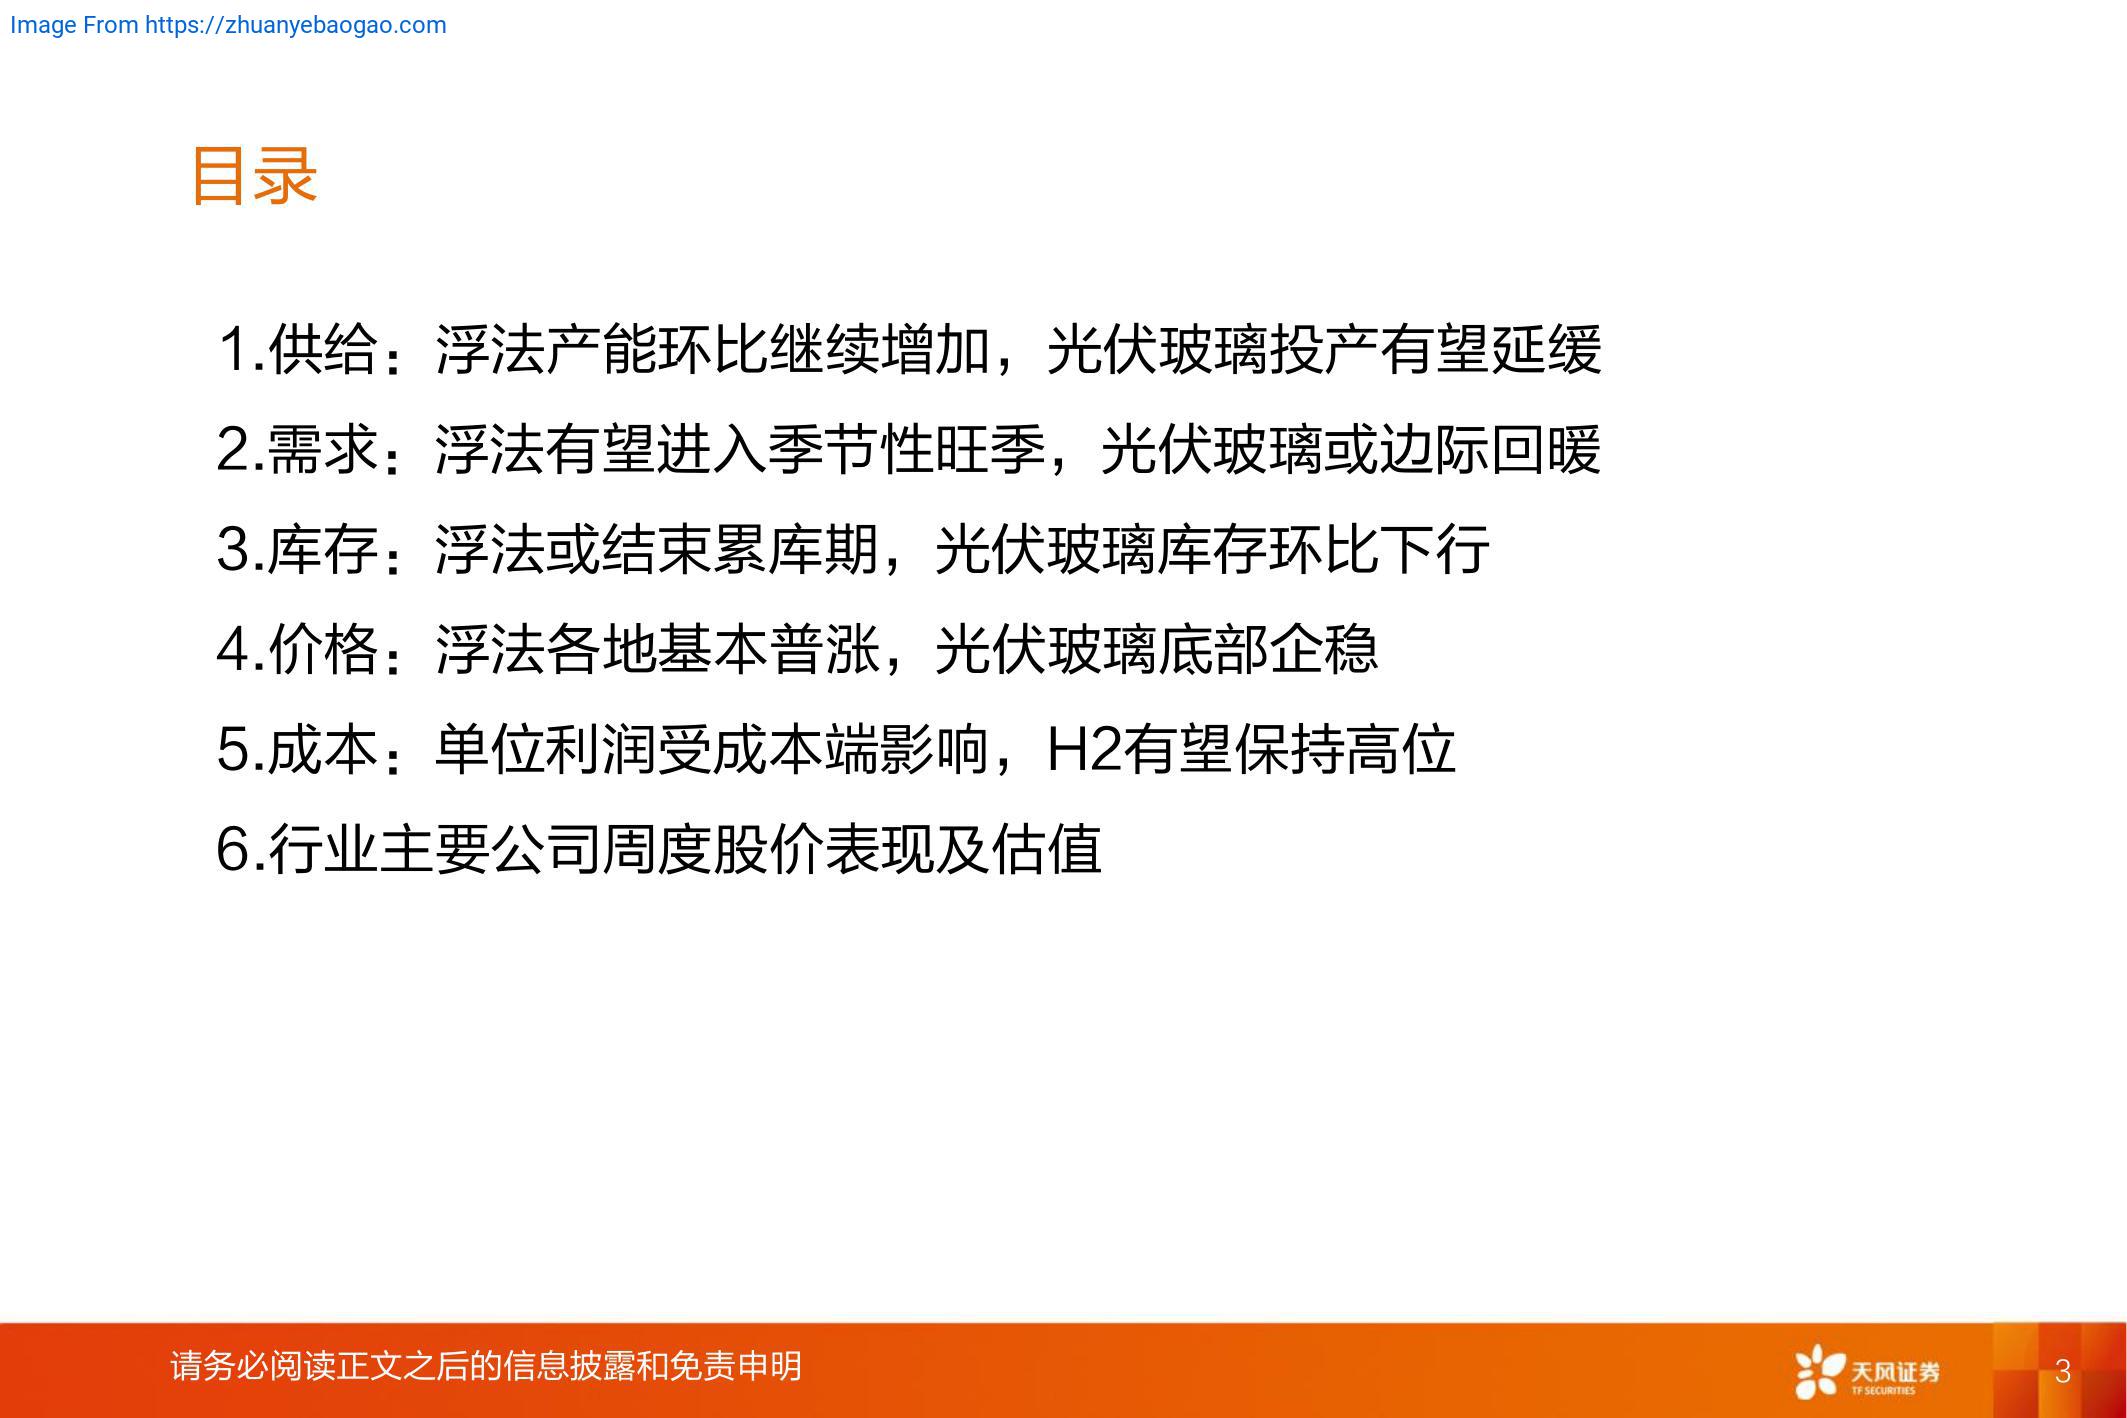 Image From https://zhuanyebaogao.com
目录
1.供给：浮法产能环比继续增加，光伏玻璃投产有望延缓
2.需求：浮法有望进入季节性旺季，光伏玻璃或边际回暖
3.库存：浮法或结束累库期，光伏玻璃库存环比下行
4.价格：浮法各地基本普涨，光伏玻璃底部企稳
5.成本：单位利润受成本端影响，H2有望保持高位
6.行业主要公司周度股价表现及估值
请务必阅读正文之后的信息披露和免责申明
天风证券
TF SECURITIES
3